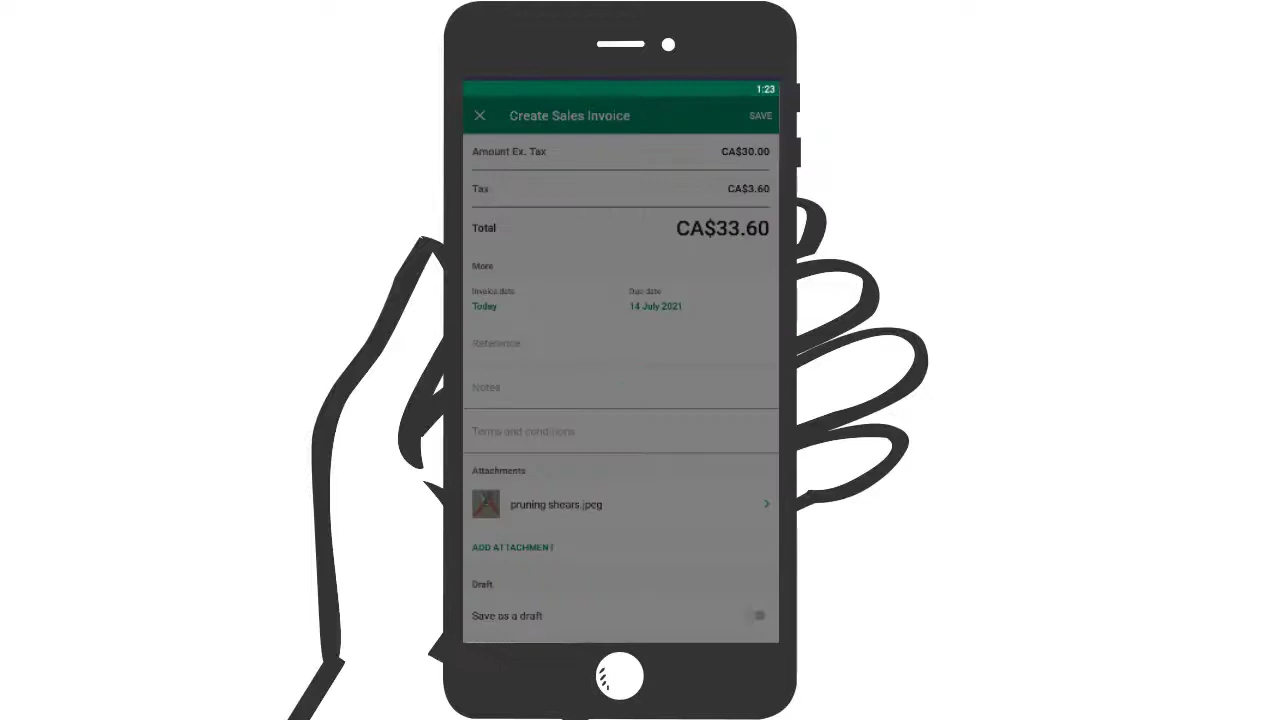 1:23
Create Sales Invoice SAVE
Amount Ex. Tax CA$30.00
Tax CA$3.60
Total CA$33.60
More
Invoice date Due date
Today 14 July 2021
Reference
Notes
Terms and conditions
Attachments
pruning shears.jpeg
ADD ATTACHMENT
Draft
Save as a draft